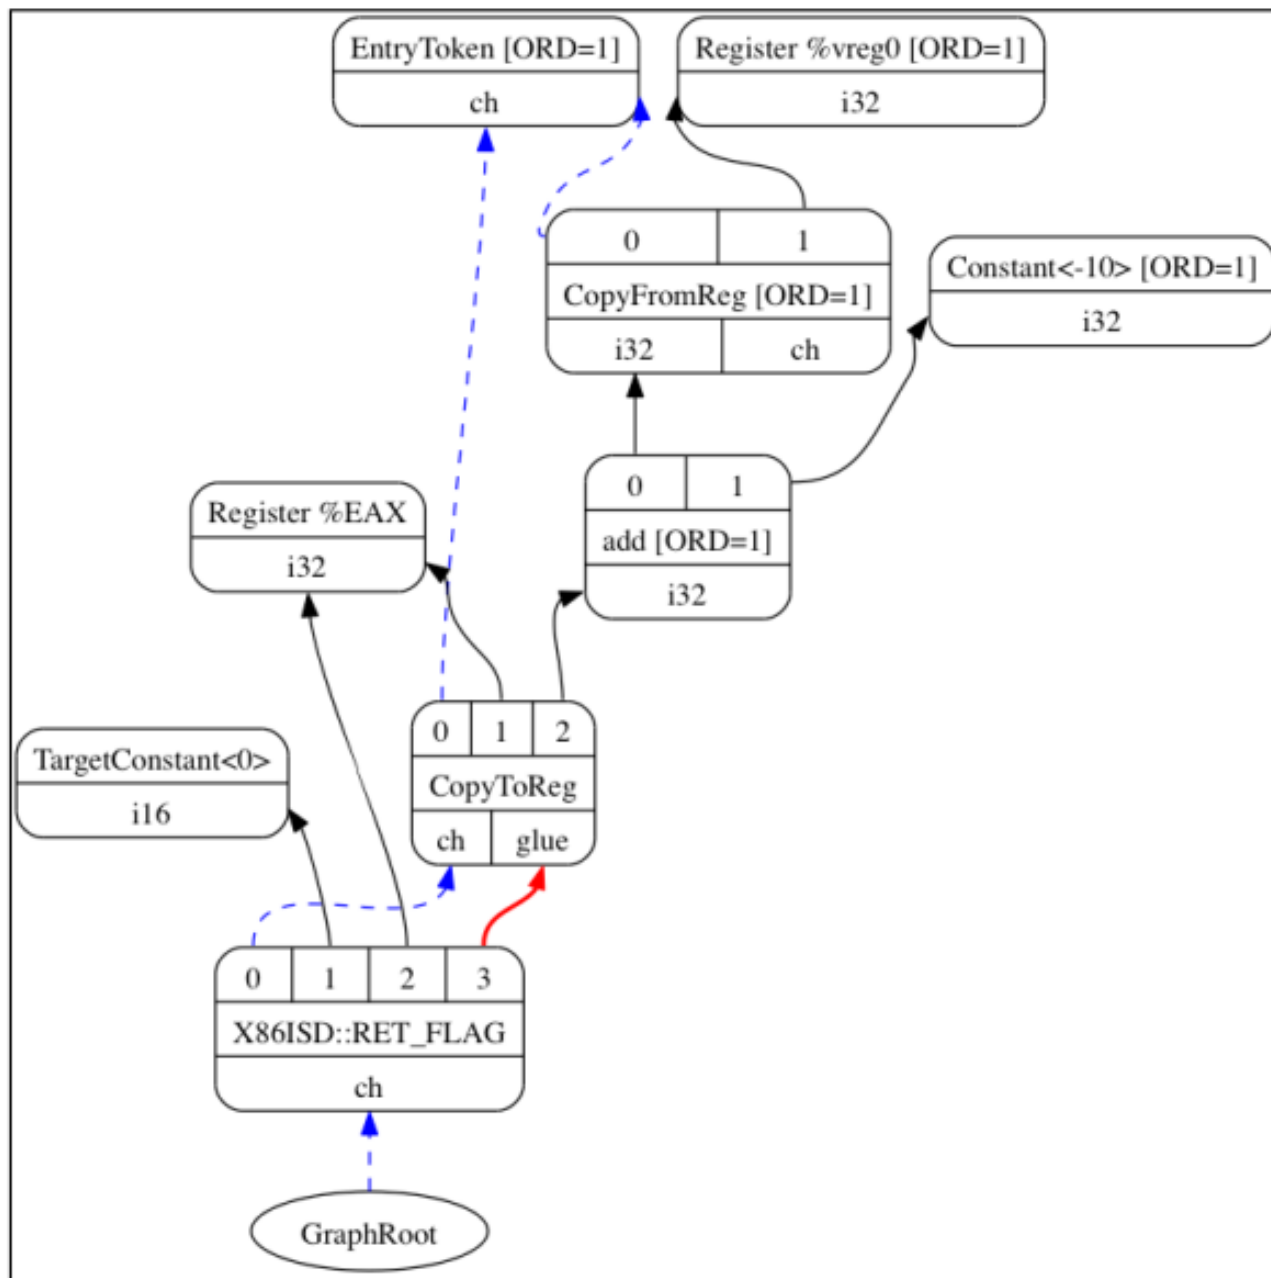 EntryToken [ORD=1]
ch
Register %vreg0 [ORD=1]
i32
0 1
CopyFromReg [ORD=1]
i32 ch
Constant<-10> [ORD=1]
i32
0 1
add [ORD=1]
i32
Register %EAX
i32
0 1 2
CopyToReg
ch glue
TargetConstant<0>
i16
0 1 2 3
X86ISD::RET_FLAG
ch
GraphRoot